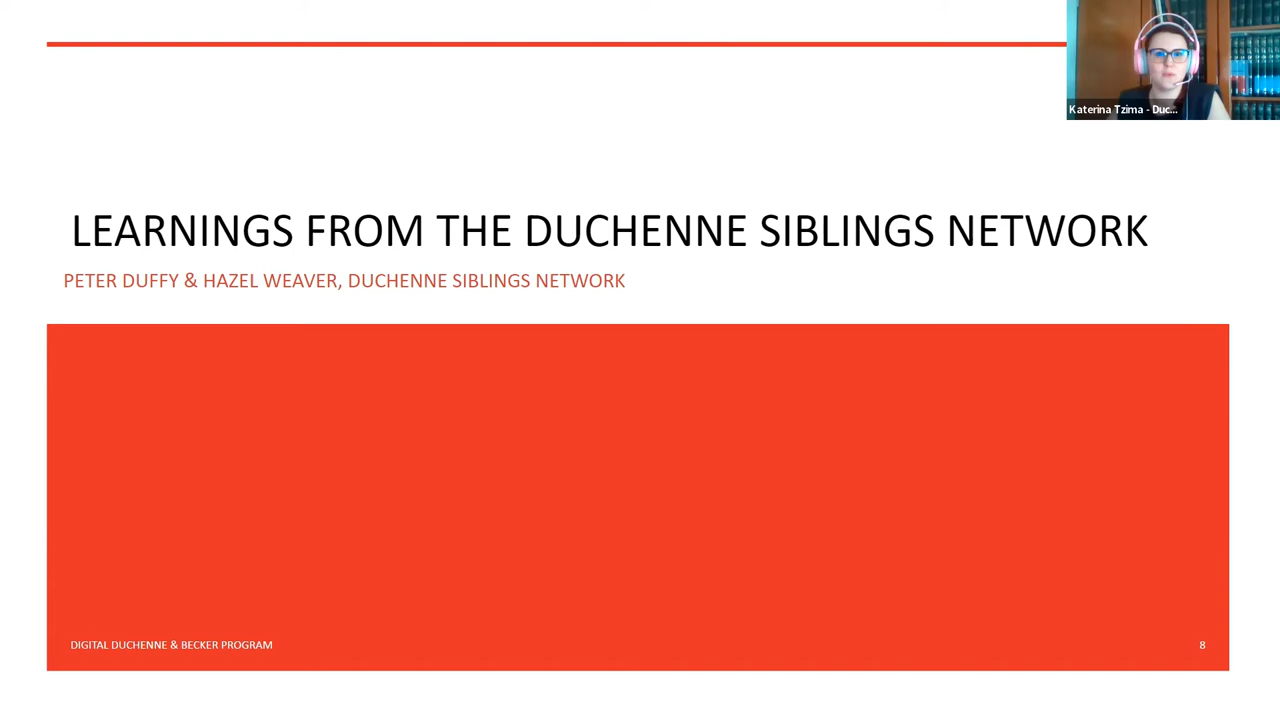 Katerina Tzima - Duc...
LEARNINGS FROM THE DUCHENNE SIBLINGS NETWORK
PETER DUFFY & HAZEL WEAVER, DUCHENNE SIBLINGS NETWORK
DIGITAL DUCHENNE & BECKER PROGRAM
8